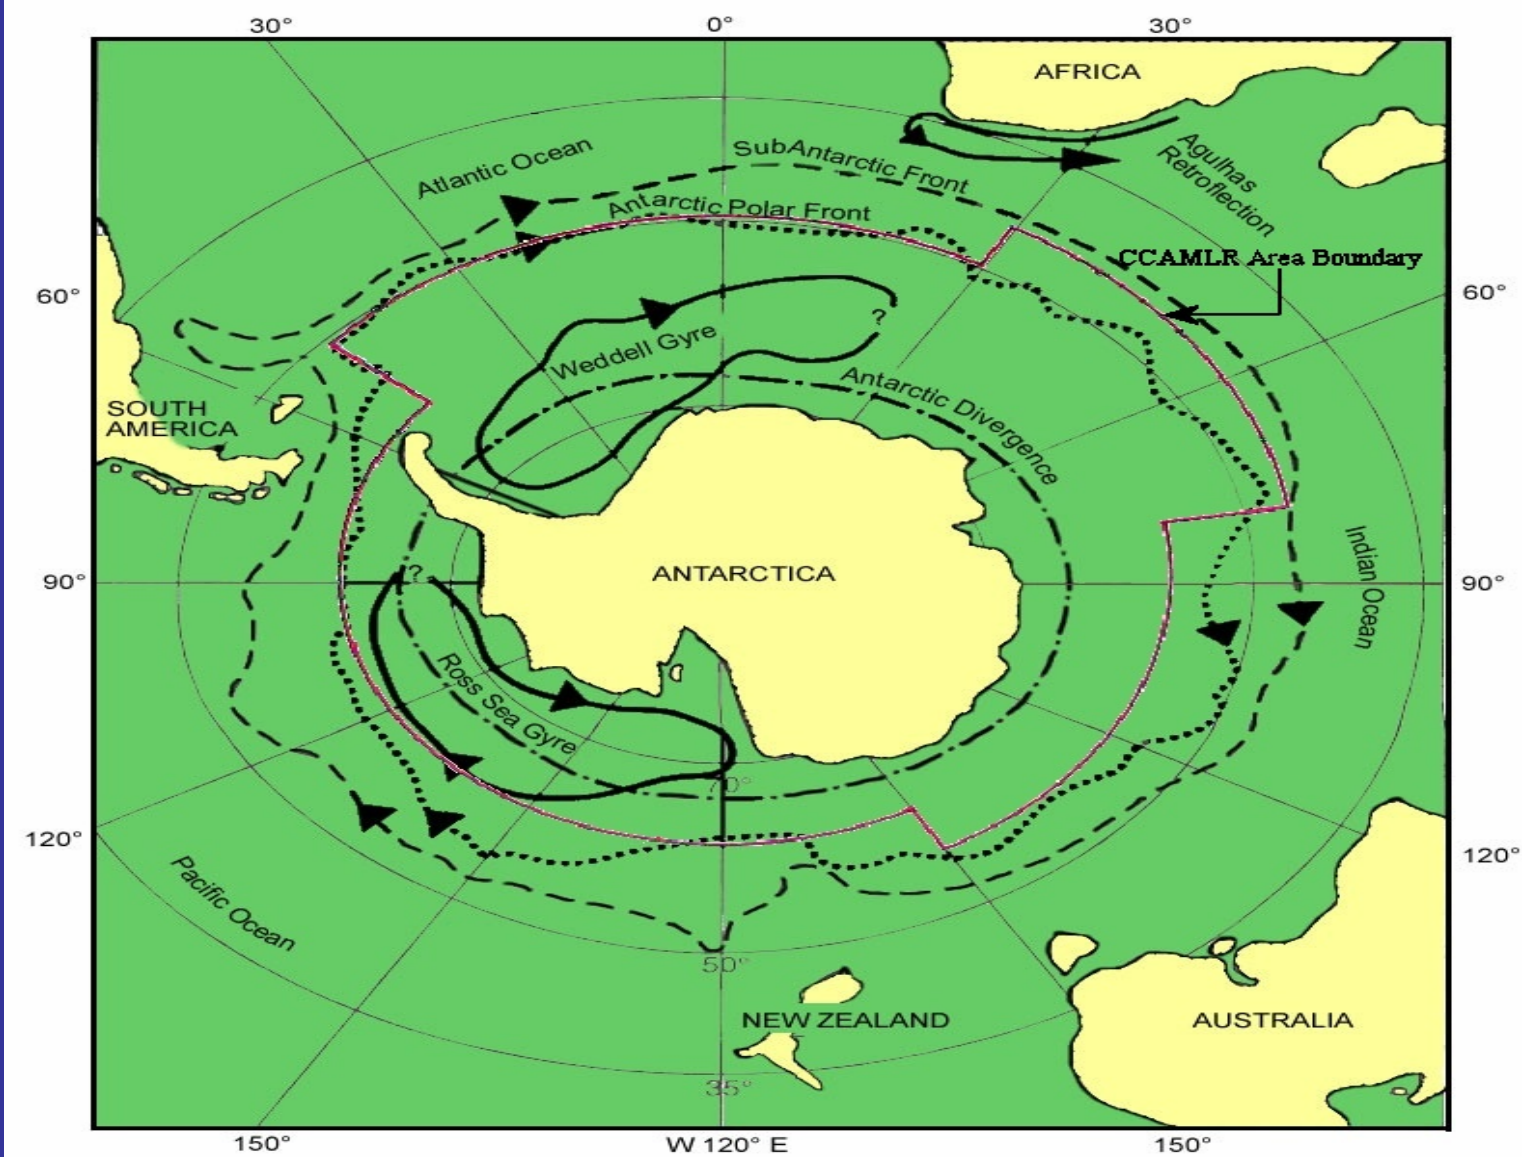 30°
0°
30°
AFRICA
Atlantic Ocean
SubAntarctic Front
Agulhas
Retroflection
Antarctic Polar Front
CCAMLR Area Boundary
60°
60°
?
Weddell Gyre
Antarctic Divergence
SOUTH
AMERICA
Indian Ocean
?
ANTARCTICA
90°
90°
Ross Sea Gyre
70°
120°
120°
Pacific Ocean
50°
NEW ZEALAND
AUSTRALIA
35°
150°
W 120° E
150°